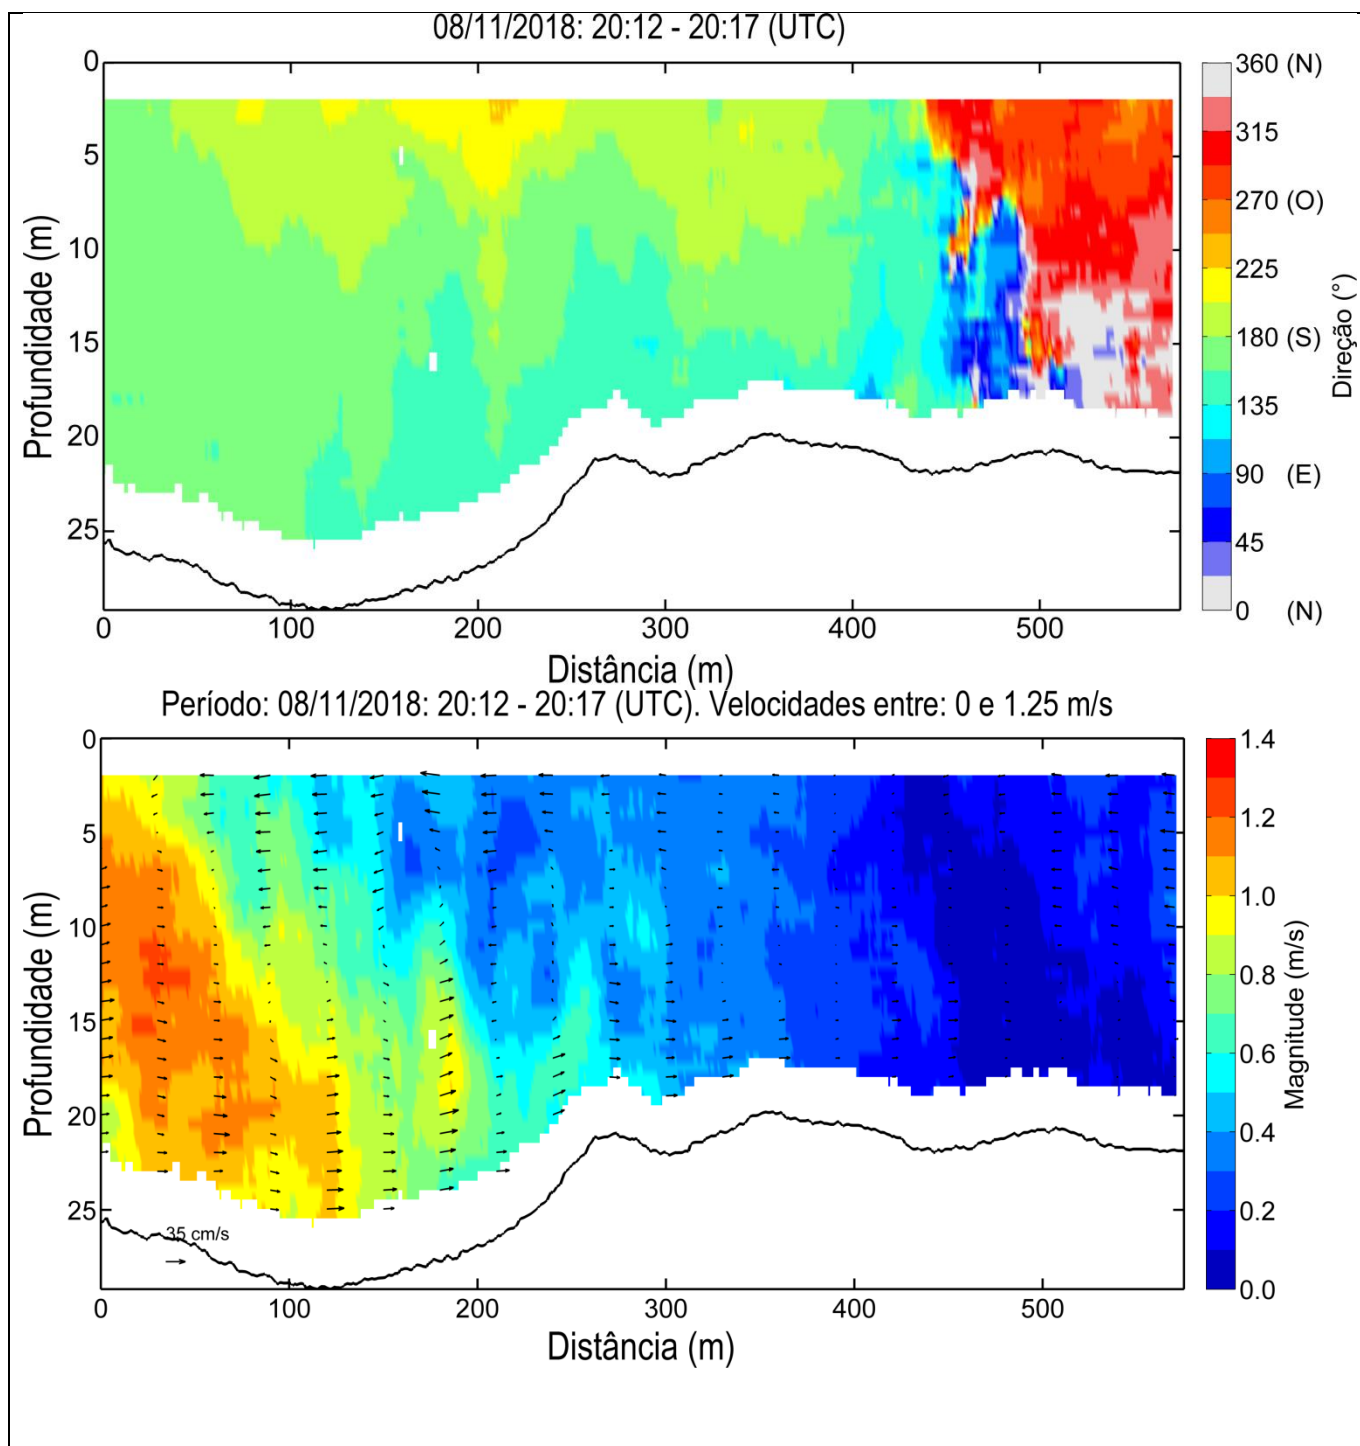 08/11/2018: 20:12 - 20:17 (UTC)
0
5
10
15
20
25
Profundidade (m)
0 100 200 300 400 500
Distância (m)
360 (N)
315
270 (O)
225
180 (S)
135
90 (E)
45
0 (N)
Direção (°)
Período: 08/11/2018: 20:12 - 20:17 (UTC). Velocidades entre: 0 e 1.25 m/s
0
5
10
15
20
25
Profundidade (m)
35 cm/s
0 100 200 300 400 500
Distância (m)
1.4
1.2
1.0
0.8
0.6
0.4
0.2
0.0
Magnitude (m/s)